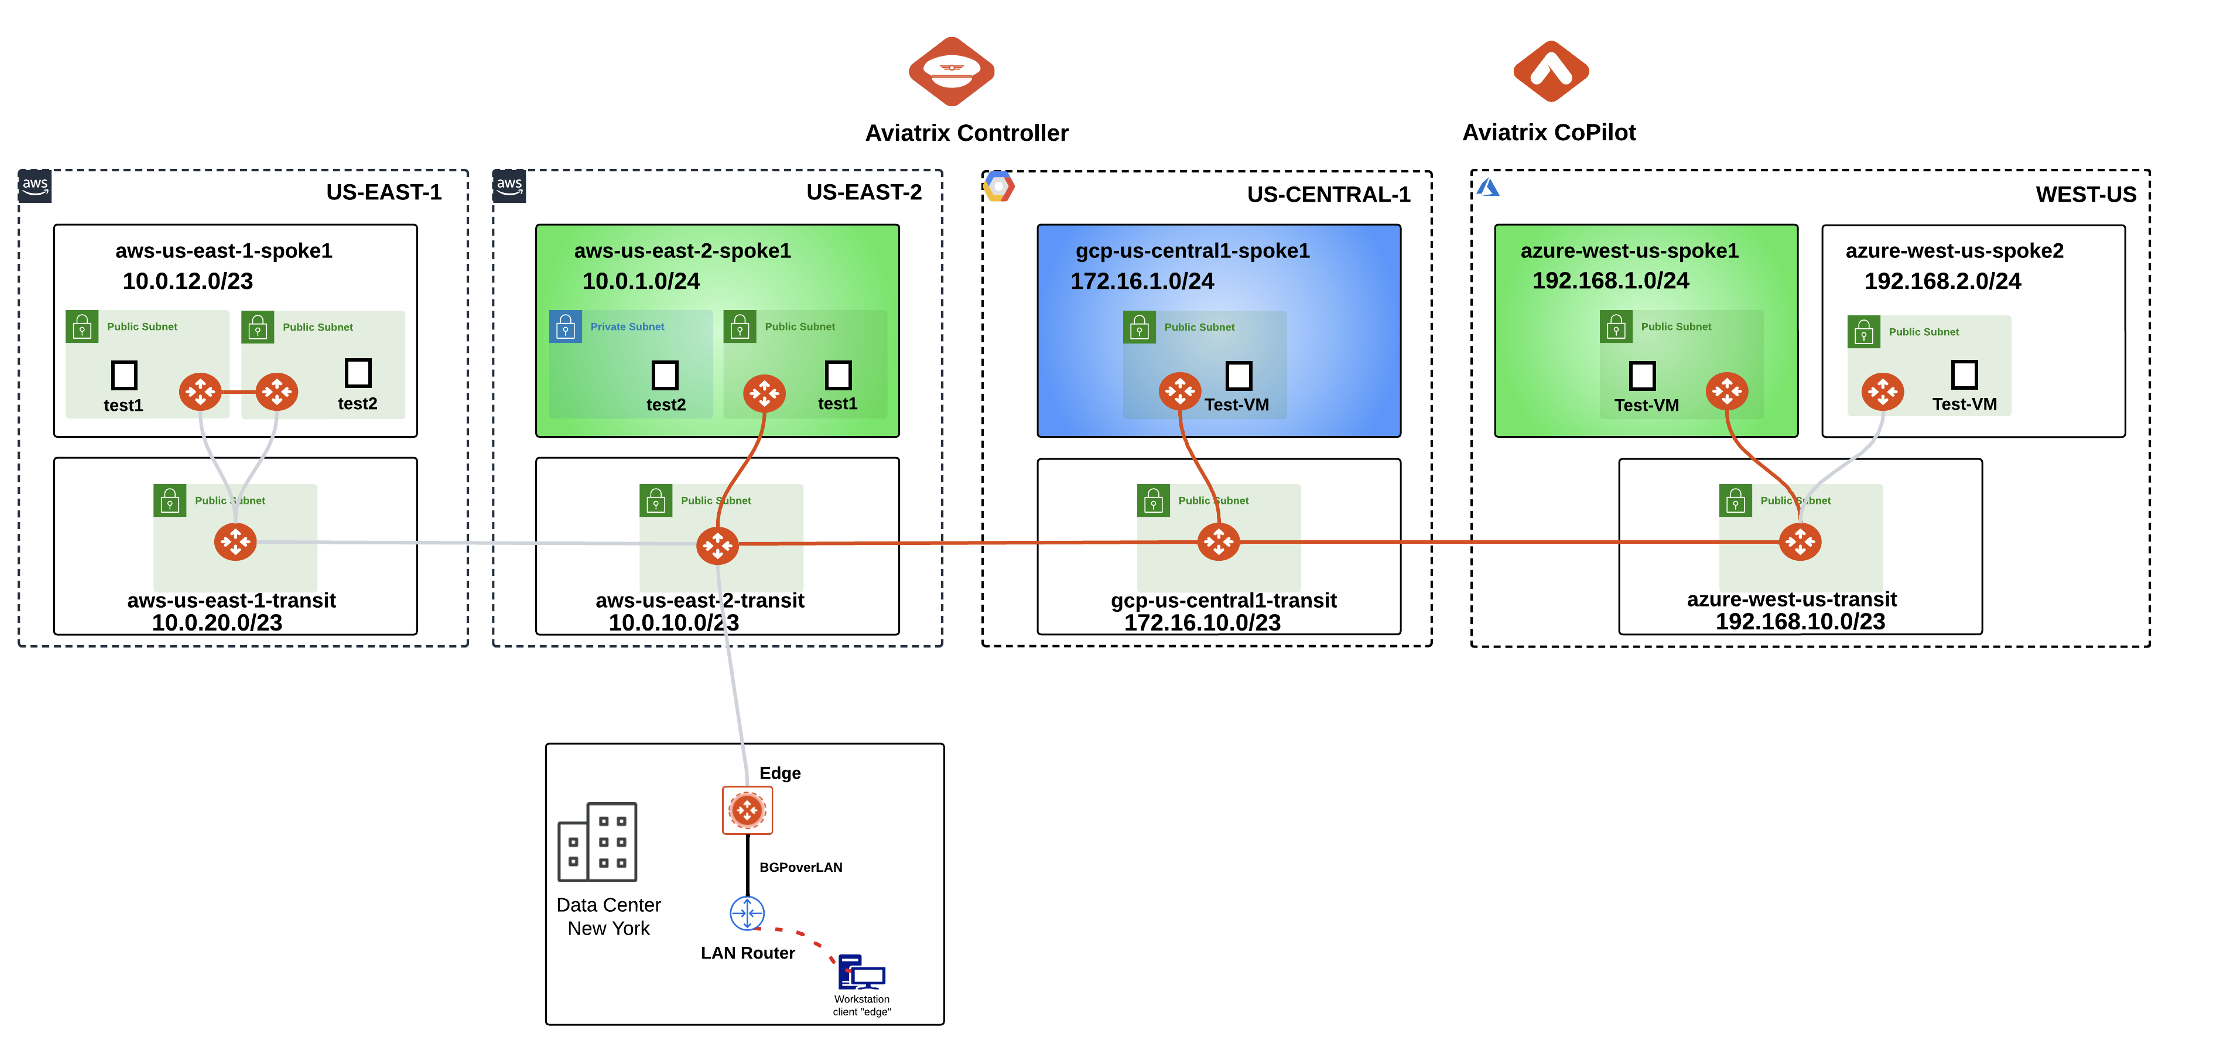 Aviatrix Controller
Aviatrix CoPilot
aws
US-EAST-1
aws-us-east-1-spoke1
10.0.12.0/23
Public Subnet
Public Subnet
test1
test2
Public Subnet
aws-us-east-1-transit
10.0.20.0/23
aws
US-EAST-2
aws-us-east-2-spoke1
10.0.1.0/24
Private Subnet
Public Subnet
test2
test1
Public Subnet
aws-us-east-2-transit
10.0.10.0/23
US-CENTRAL-1
gcp-us-central1-spoke1
172.16.1.0/24
Public Subnet
Test-VM
Public Subnet
gcp-us-central1-transit
172.16.10.0/23
WEST-US
azure-west-us-spoke1
192.168.1.0/24
Public Subnet
Test-VM
azure-west-us-spoke2
192.168.2.0/24
Public Subnet
Test-VM
Public Subnet
azure-west-us-transit
192.168.10.0/23
Edge
BGPoverLAN
Data Center
New York
LAN Router
Workstation
client "edge"